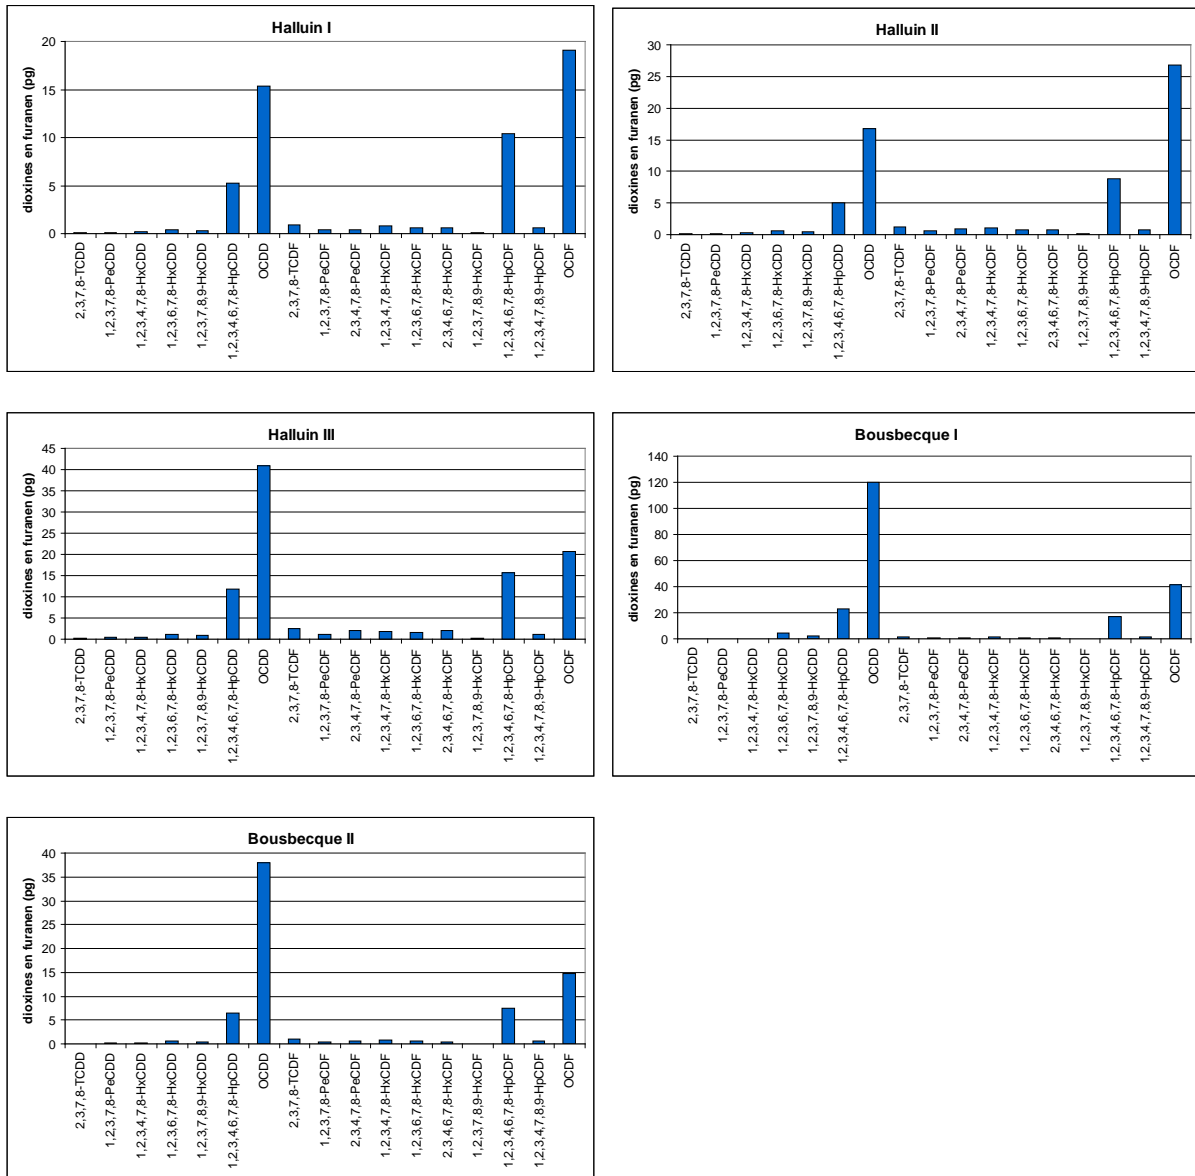 Halluin I
dioxines en furanen (pg)
20
15
10
5
0
2,3,7,8-TCDD
1,2,3,7,8-PeCDD
1,2,3,4,7,8-HxCDD
1,2,3,6,7,8-HxCDD
1,2,3,7,8,9-HxCDD
1,2,3,4,6,7,8-HpCDD
OCDD
2,3,7,8-TCDF
1,2,3,7,8-PeCDF
2,3,4,7,8-PeCDF
1,2,3,4,7,8-HxCDF
1,2,3,6,7,8-HxCDF
2,3,4,6,7,8-HxCDF
1,2,3,7,8,9-HxCDF
1,2,3,4,6,7,8-HpCDF
1,2,3,4,7,8,9-HpCDF
OCDF
Halluin II
dioxines en furanen (pg)
30
25
20
15
10
5
0
2,3,7,8-TCDD
1,2,3,7,8-PeCDD
1,2,3,4,7,8-HxCDD
1,2,3,6,7,8-HxCDD
1,2,3,7,8,9-HxCDD
1,2,3,4,6,7,8-HpCDD
OCDD
2,3,7,8-TCDF
1,2,3,7,8-PeCDF
2,3,4,7,8-PeCDF
1,2,3,4,7,8-HxCDF
1,2,3,6,7,8-HxCDF
2,3,4,6,7,8-HxCDF
1,2,3,7,8,9-HxCDF
1,2,3,4,6,7,8-HpCDF
1,2,3,4,7,8,9-HpCDF
OCDF
Halluin III
dioxines en furanen (pg)
45
40
35
30
25
20
15
10
5
0
2,3,7,8-TCDD
1,2,3,7,8-PeCDD
1,2,3,4,7,8-HxCDD
1,2,3,6,7,8-HxCDD
1,2,3,7,8,9-HxCDD
1,2,3,4,6,7,8-HpCDD
OCDD
2,3,7,8-TCDF
1,2,3,7,8-PeCDF
2,3,4,7,8-PeCDF
1,2,3,4,7,8-HxCDF
1,2,3,6,7,8-HxCDF
2,3,4,6,7,8-HxCDF
1,2,3,7,8,9-HxCDF
1,2,3,4,6,7,8-HpCDF
1,2,3,4,7,8,9-HpCDF
OCDF
Bousbecque I
dioxines en furanen (pg)
140
120
100
80
60
40
20
0
2,3,7,8-TCDD
1,2,3,7,8-PeCDD
1,2,3,4,7,8-HxCDD
1,2,3,6,7,8-HxCDD
1,2,3,7,8,9-HxCDD
1,2,3,4,6,7,8-HpCDD
OCDD
2,3,7,8-TCDF
1,2,3,7,8-PeCDF
2,3,4,7,8-PeCDF
1,2,3,4,7,8-HxCDF
1,2,3,6,7,8-HxCDF
2,3,4,6,7,8-HxCDF
1,2,3,7,8,9-HxCDF
1,2,3,4,6,7,8-HpCDF
1,2,3,4,7,8,9-HpCDF
OCDF
Bousbecque II
dioxines en furanen (pg)
40
35
30
25
20
15
10
5
0
2,3,7,8-TCDD
1,2,3,7,8-PeCDD
1,2,3,4,7,8-HxCDD
1,2,3,6,7,8-HxCDD
1,2,3,7,8,9-HxCDD
1,2,3,4,6,7,8-HpCDD
OCDD
2,3,7,8-TCDF
1,2,3,7,8-PeCDF
2,3,4,7,8-PeCDF
1,2,3,4,7,8-HxCDF
1,2,3,6,7,8-HxCDF
2,3,4,6,7,8-HxCDF
1,2,3,7,8,9-HxCDF
1,2,3,4,6,7,8-HpCDF
1,2,3,4,7,8,9-HpCDF
OCDF